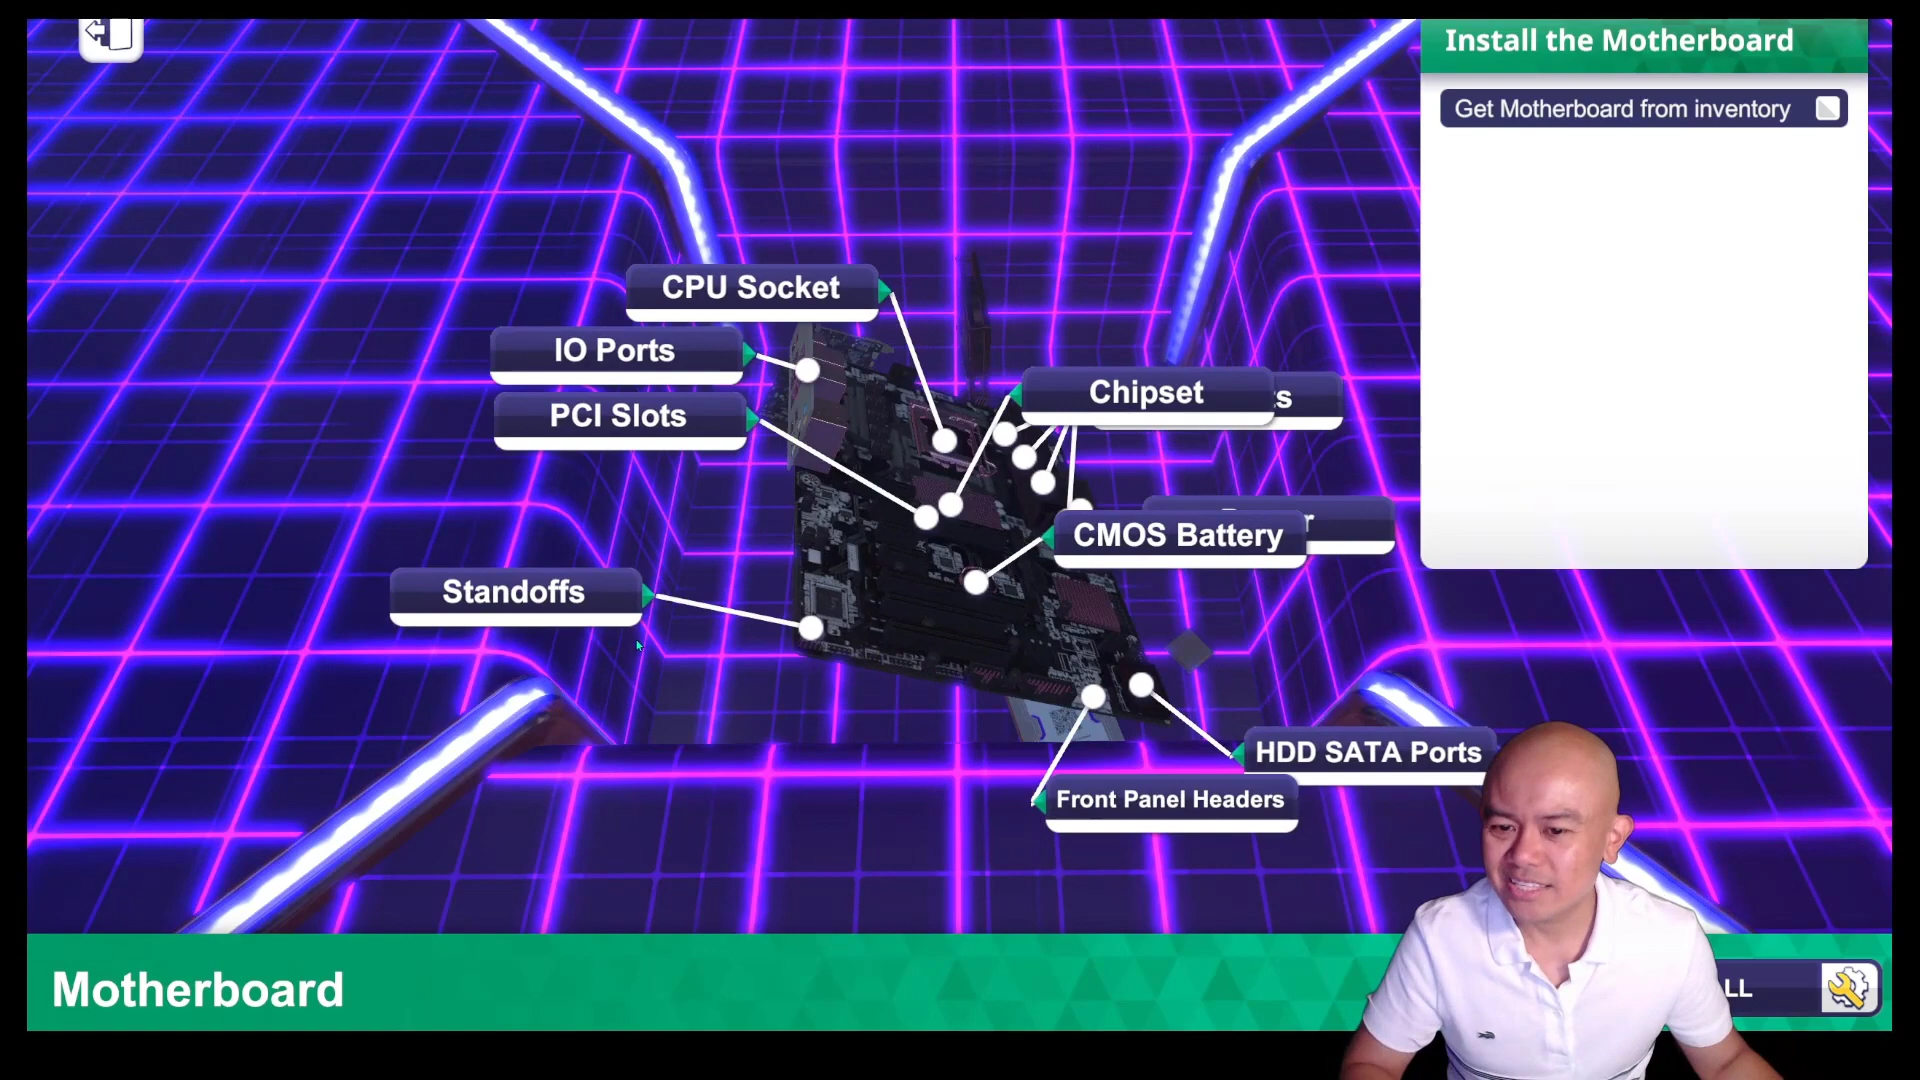 Install the Motherboard
Get Motherboard from inventory
CPU Socket
IO Ports
Chipset
PCI Slots
CMOS Battery
Standoffs
HDD SATA Ports
Front Panel Headers
Motherboard